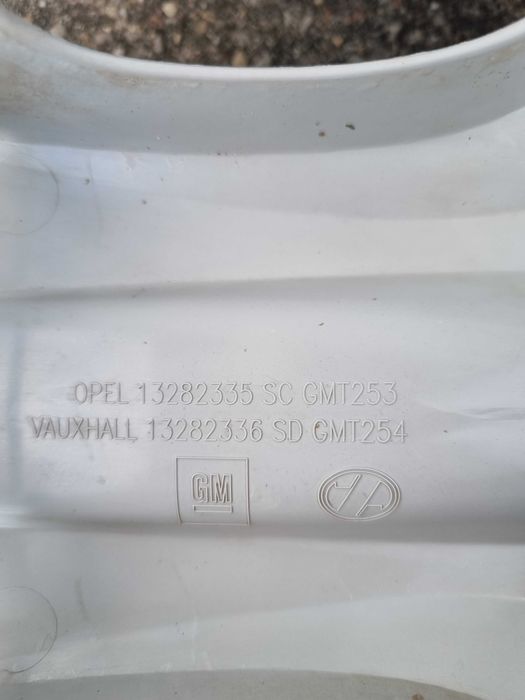 OPEL 13282335 SC GMT253
VAUXHALL 13282336 SD GMT254
GM